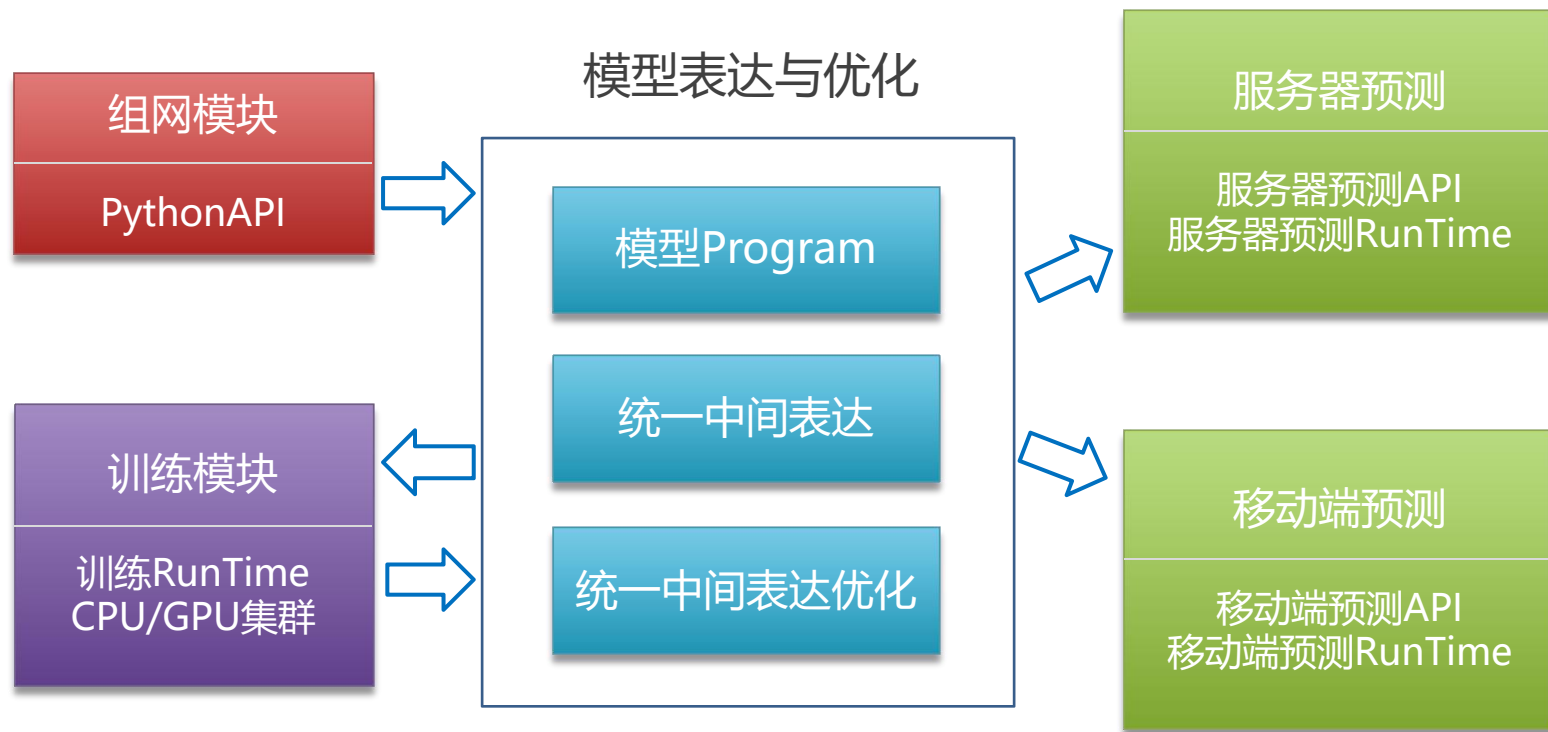 模型表达与优化
组网模块
PythonAPI
训练模块
训练RunTime
CPU/GPU集群
模型Program
统一中间表达
统一中间表达优化
服务器预测
服务器预测API
服务器预测RunTime
移动端预测
移动端预测API
移动端预测RunTime